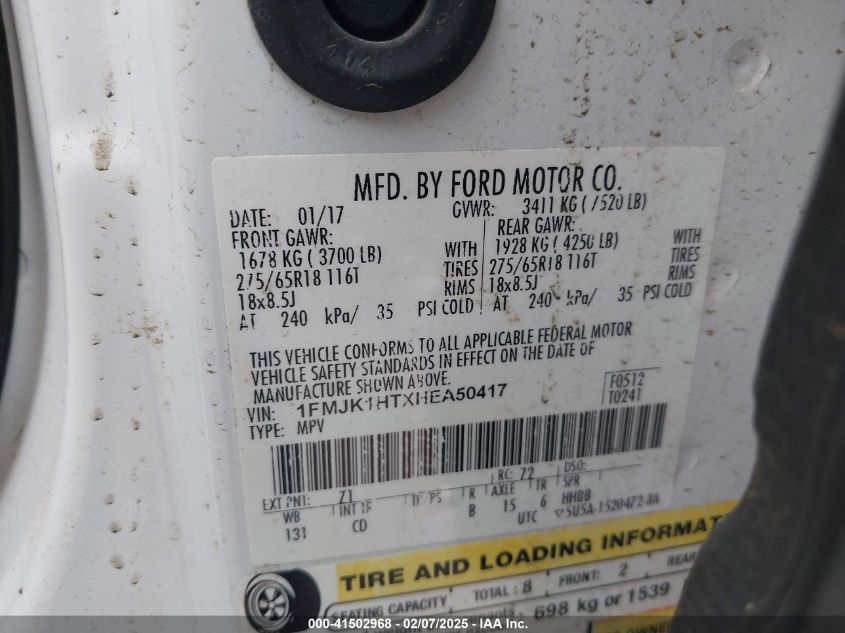 404
MFD. BY FORD MOTOR CO.
DATE: 01/17 GVWR: 3411 KG ( 7520 LB)
FRONT GAWR: REAR GAWR:
1678 KG ( 3700 LB) WITH 1928 KG ( 4250 LB) WITH
275/65R18 116T TIRES 275/65R18 116T TIRES
18x8.5J RIMS 18x8.5J RIMS
AT 240 kPa/ 35 PSI COLD AT 240 kPa/ 35 PSI COLD
THIS VEHICLE CONFORMS TO ALL APPLICABLE FEDERAL MOTOR
VEHICLE SAFETY STANDARDS IN EFFECT ON THE DATE OF
MANUFACTURE SHOWN ABOVE.
VIN: 1FMJK1HTXHEA50417 F0512
TYPE: MPV T0241
EXT PNT: Z1 RC: 72 DSO:
WB INT TR TP/PS R AXLE TR SPR
131 CD B 15 6 HHBB
UTC 5U5A-1520472-BA
TIRE AND LOADING INFORMAT
SEATING CAPACITY TOTAL: 8 FRONT: 2 REAR
698 kg or 1539
000-41502968 - 02/07/2025 - IAA Inc.